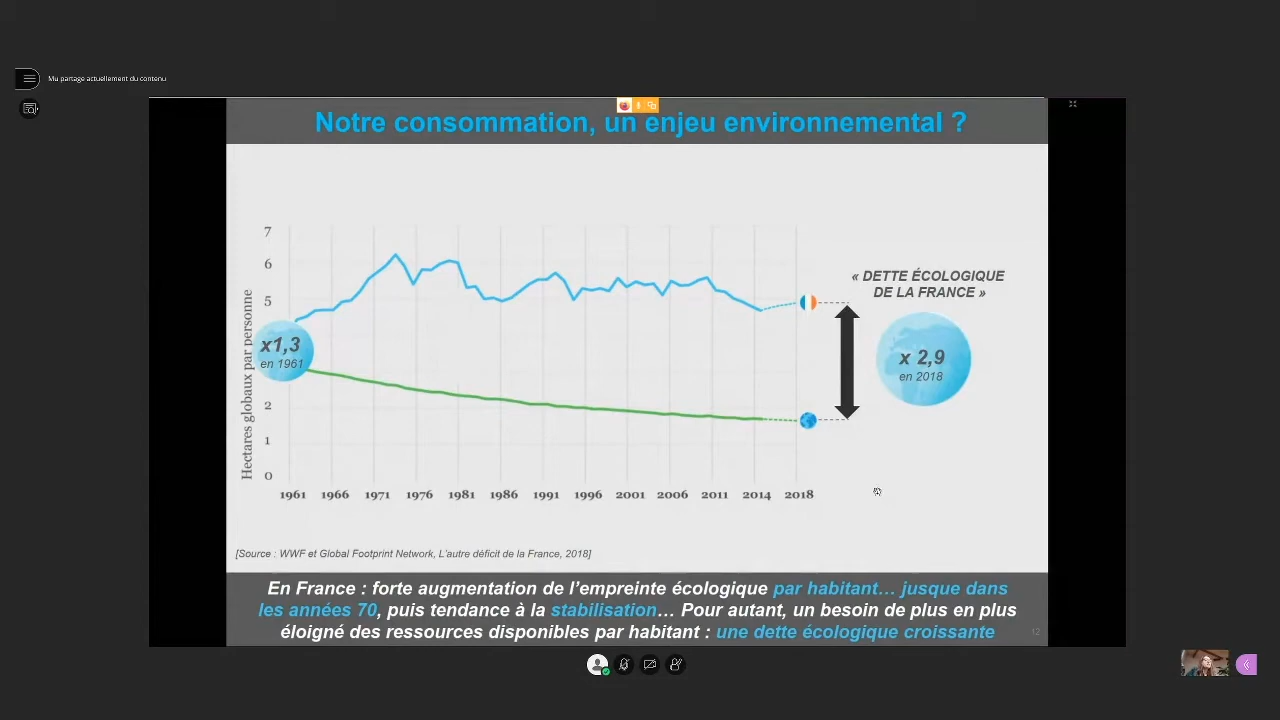 Mu partage actuellement du contenu
Notre consommation, un enjeu environnemental ?
Hectares globaux par personne
7
6
5
2
1
0
x1,3
en 1961
1961 1966 1971 1976 1981 1986 1991 1996 2001 2006 2011 2014 2018
« DETTE ÉCOLOGIQUE
DE LA FRANCE »
x 2,9
en 2018
[Source : WWF et Global Footprint Network, L'autre déficit de la France, 2018]
En France : forte augmentation de l'empreinte écologique par habitant… jusque dans
les années 70, puis tendance à la stabilisation… Pour autant, un besoin de plus en plus
éloigné des ressources disponibles par habitant : une dette écologique croissante
12